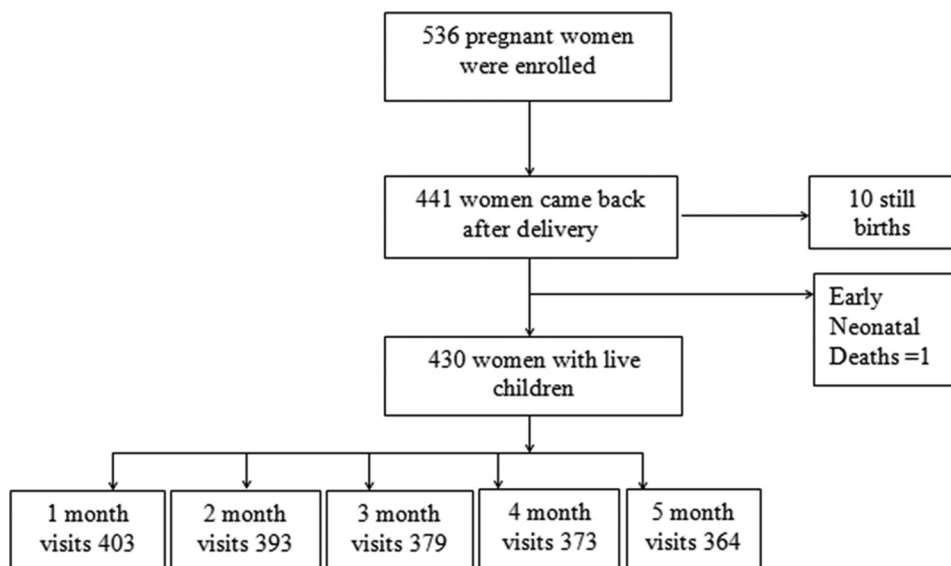 536 pregnant women
were enrolled
441 women came back
after delivery
10 still
births
Early
Neonatal
Deaths =1
430 women with live
children
1 month
visits 403
2 month
visits 393
3 month
visits 379
4 month
visits 373
5 month
visits 364